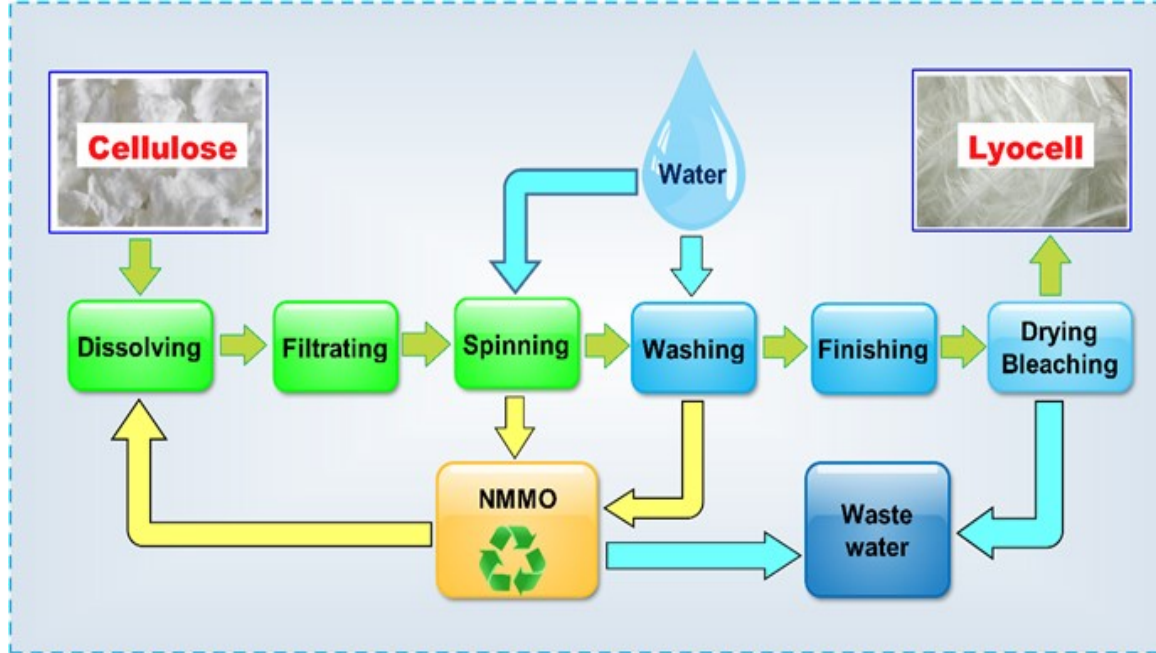 Cellulose
Water
Lyocell
Dissolving
Filtrating
Spinning
Washing
Finishing
Drying
Bleaching
NMMO
Waste
water